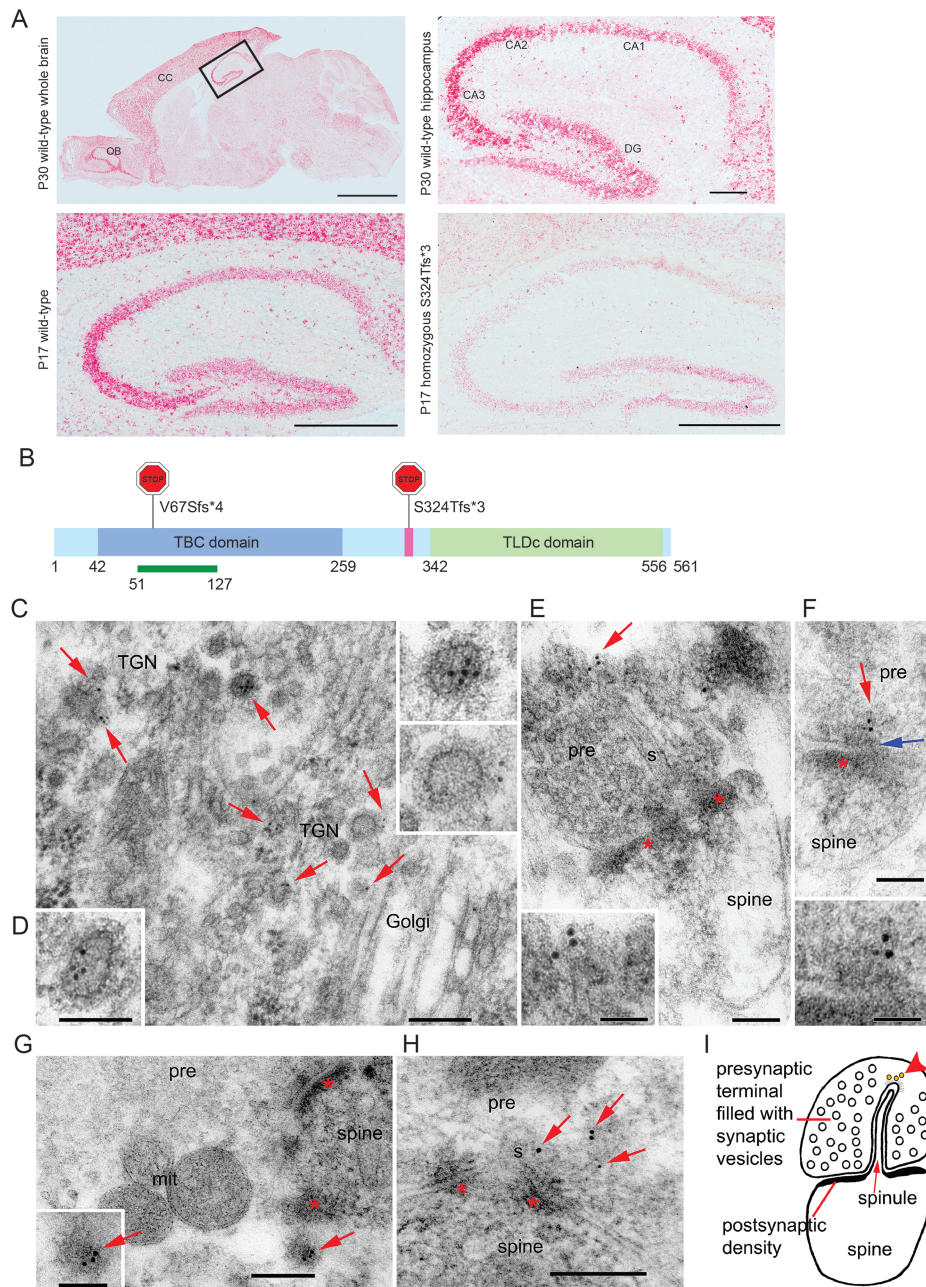 A
P30 wild-type whole brain
CC
OB
P30 wild-type hippocampus
CA2
CA1
CA3
DG
P17 wild-type
P17 homozygous S324Tfs*3
B
STOP
STOP
V67Sfs*4
S324Tfs*3
TBC domain
TLDc domain
1
42
259
342
556
561
51
127
C
TGN
TGN
Golgi
D
E
pre
s
*
*
spine
F
pre
*
spine
G
pre
*
spine
mit
*
H
pre
s
*
*
spine
I
presynaptic
terminal
filled with
synaptic
vesicles
spinule
postsynaptic
density
spine